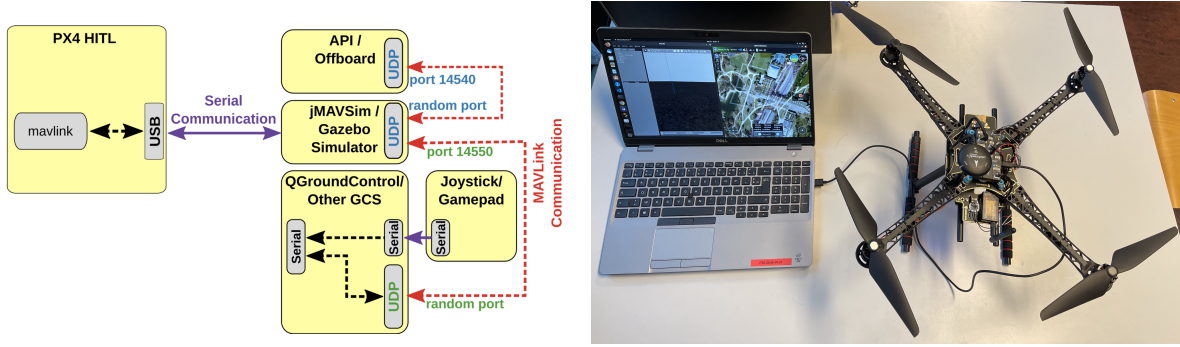 PX4 HITL
mavlink
USB
Serial
Communication
API /
Offboard
UDP
port 14540
random port
jMAVSim /
Gazebo
Simulator
UDP
port 14550
MAVLink
Communication
QGroundControl/
Other GCS
Serial
Serial
UDP
random port
Joystick/
Gamepad
Serial
DELL